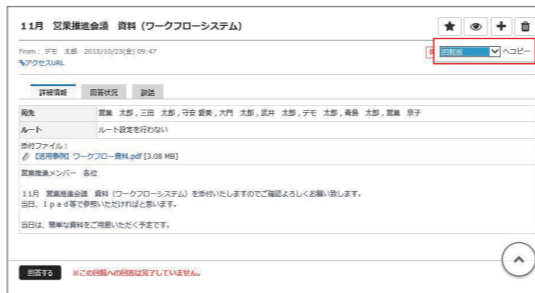 11月 営業推進会議 資料（ワークフローシステム）
From： デモ 太郎 2015/10/23(金) 09:47
アクセスURL
回覧板 へコピー
詳細情報 回答状況 談話
宛先 営業 太郎 , 三田 太郎 , 守安 愛美 , 大門 太郎 , 武井 太郎 , デモ 太郎 , 青島 太郎 , 営業 京子
ルート ルート設定を行わない
添付ファイル：
【活用事例】ワークフロー資料.pdf [3.08 MB]
営業推進メンバー 各位
11月 営業推進会議 資料（ワークフローシステム）を添付いたしますのでご確認よろしくお願い致します。
当日、Ｉｐａｄ等で参照いただければと思います。
当日は、簡単な資料をご用意いただく予定です。
回答する ※この回覧への回答は完了していません。